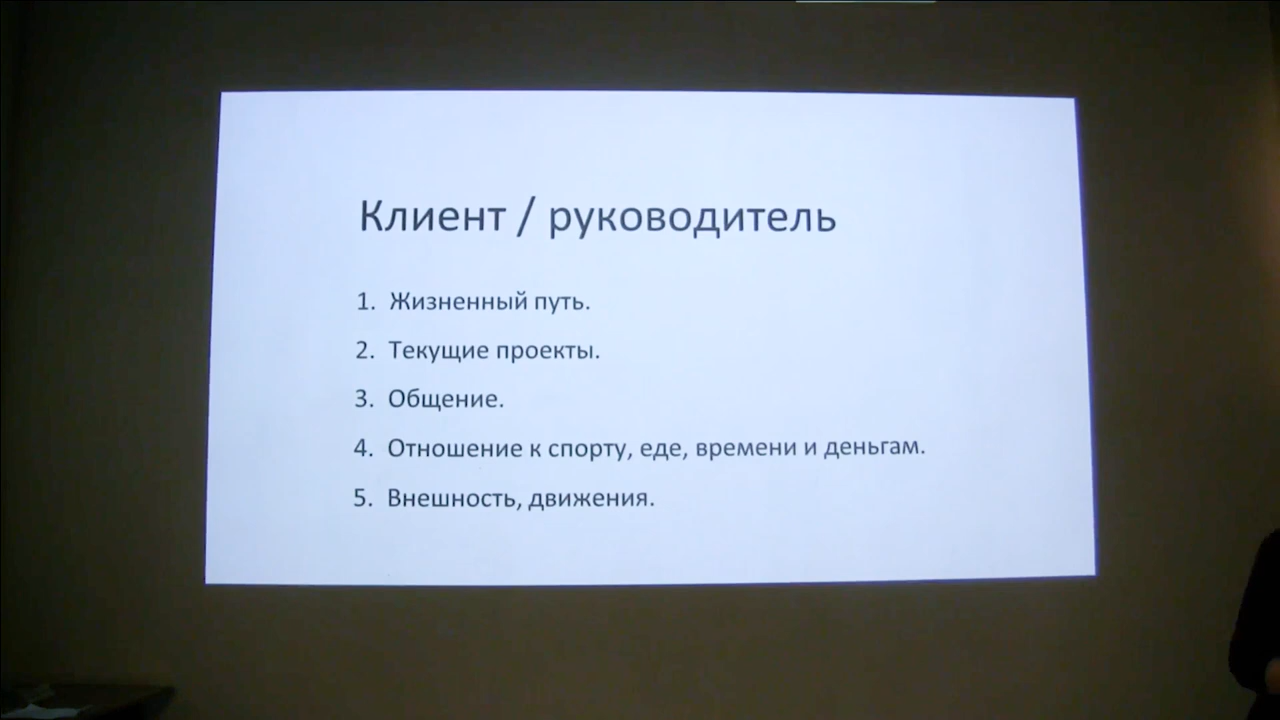 Клиент / руководитель
1. Жизненный путь.
2. Текущие проекты.
3. Общение.
4. Отношение к спорту, еде, времени и деньгам.
5. Внешность, движения.